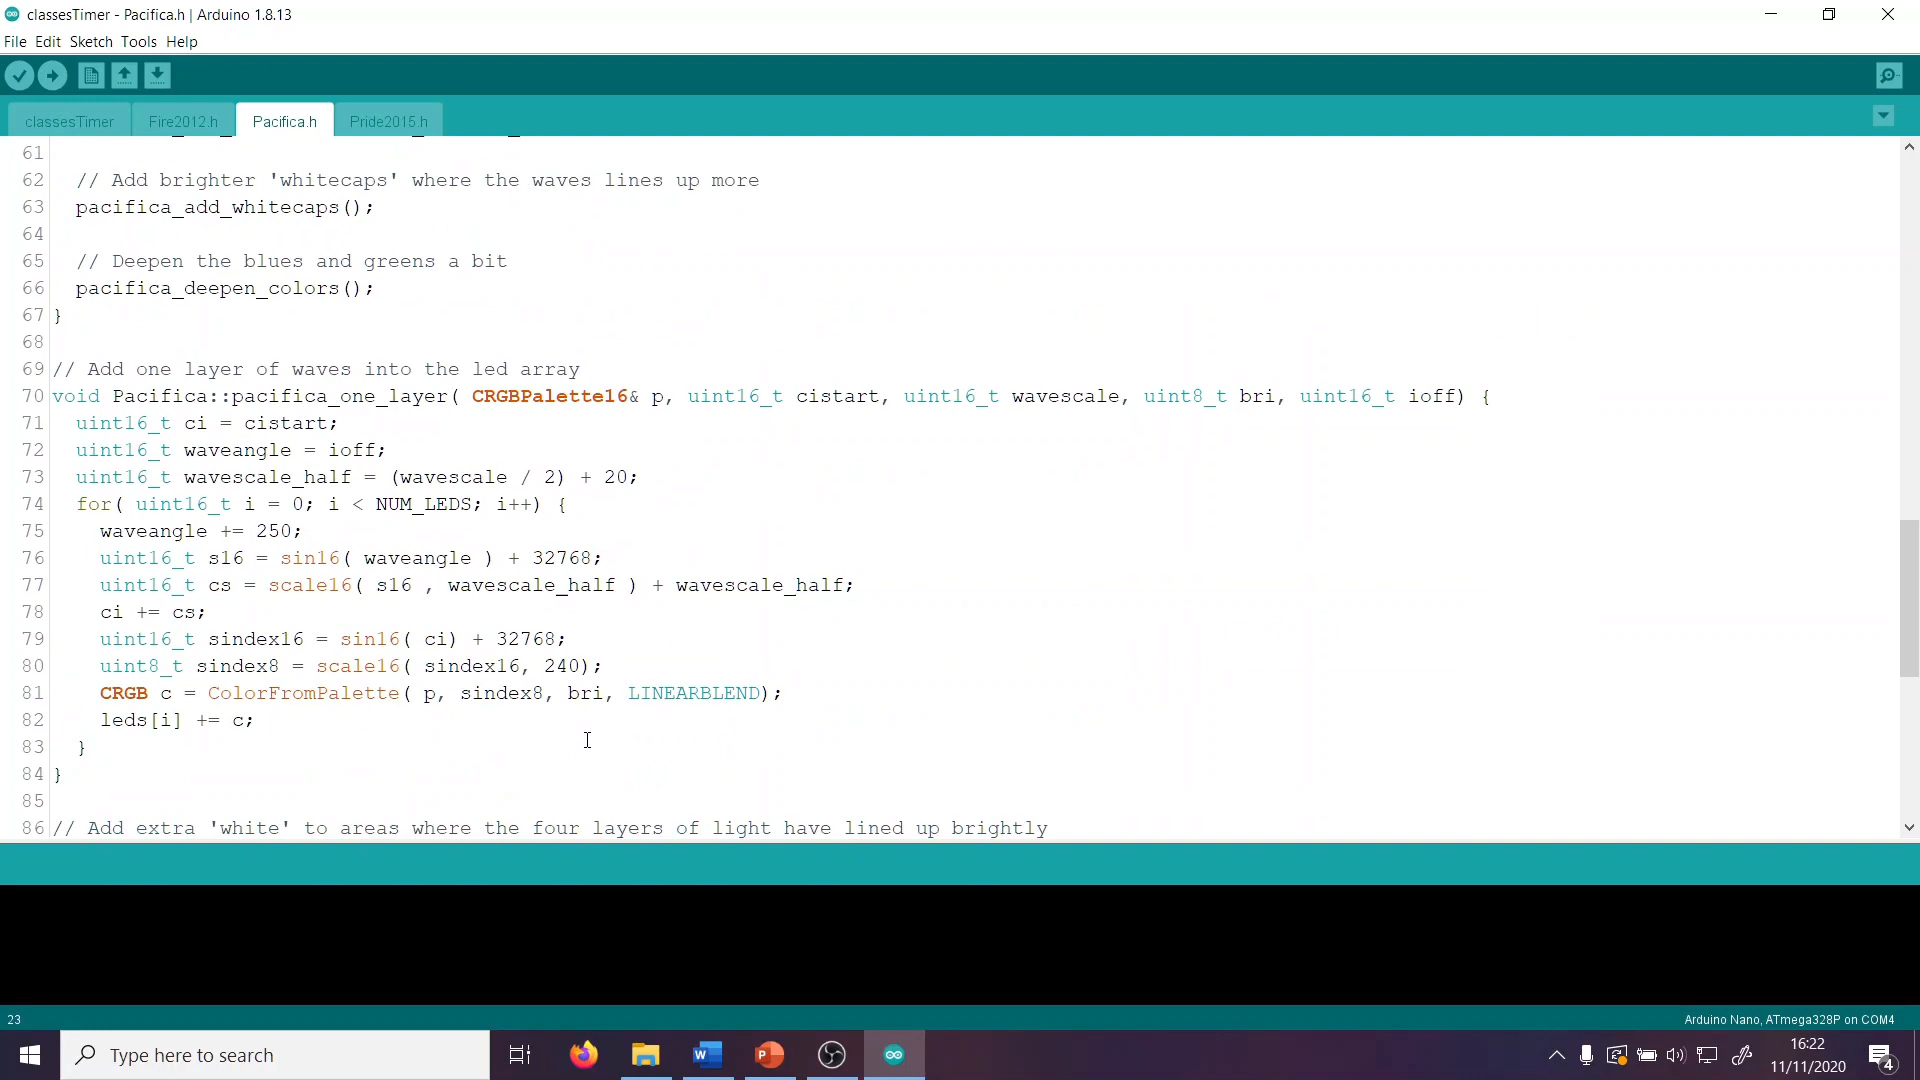 classesTimer - Pacifica.h | Arduino 1.8.13
File Edit Sketch Tools Help
classesTimer Fire2012.h Pacifica.h Pride2015.h
61
62 // Add brighter 'whitecaps' where the waves lines up more
63 pacifica_add_whitecaps();
64
65 // Deepen the blues and greens a bit
66 pacifica_deepen_colors();
67 }
68
69 // Add one layer of waves into the led array
70 void Pacifica::pacifica_one_layer( CRGBPalette16& p, uint16_t cistart, uint16_t wavescale, uint8_t bri, uint16_t ioff) {
71 uint16_t ci = cistart;
72 uint16_t waveangle = ioff;
73 uint16_t wavescale_half = (wavescale / 2) + 20;
74 for( uint16_t i = 0; i < NUM_LEDS; i++) {
75 waveangle += 250;
76 uint16_t s16 = sin16( waveangle ) + 32768;
77 uint16_t cs = scale16( s16 , wavescale_half ) + wavescale_half;
78 ci += cs;
79 uint16_t sindex16 = sin16( ci) + 32768;
80 uint8_t sindex8 = scale16( sindex16, 240);
81 CRGB c = ColorFromPalette( p, sindex8, bri, LINEARBLEND);
82 leds[i] += c;
83 }
84 }
85
86 // Add extra 'white' to areas where the four layers of light have lined up brightly
23 Arduino Nano, ATmega328P on COM4
Type here to search
16:22
11/11/2020
4